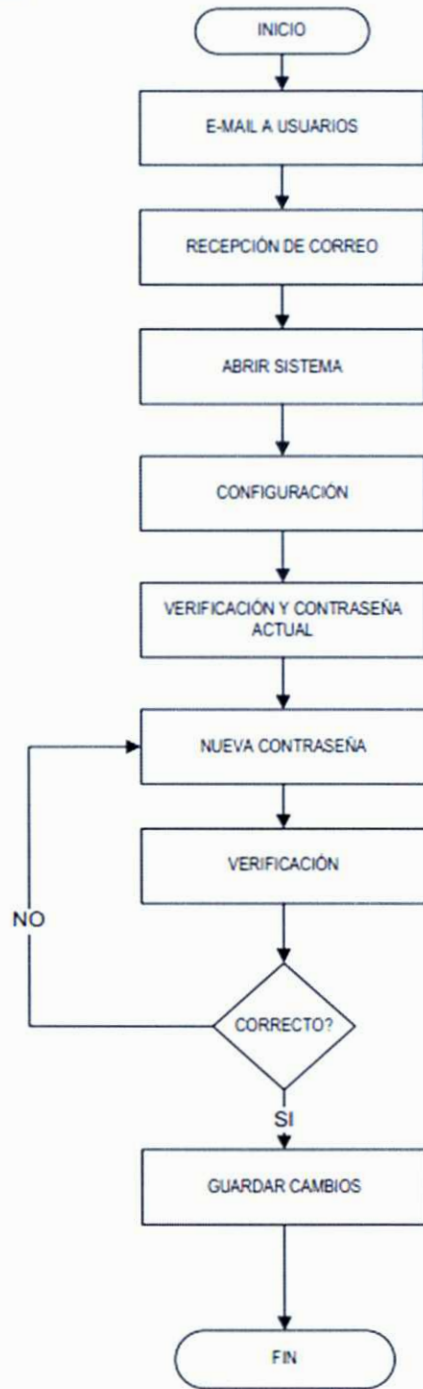 INICIO
E-MAIL A USUARIOS
RECEPCIÓN DE CORREO
ABRIR SISTEMA
CONFIGURACIÓN
VERIFICACIÓN Y CONTRASEÑA
ACTUAL
NUEVA CONTRASEÑA
VERIFICACIÓN
NO
CORRECTO?
SI
GUARDAR CAMBIOS
FIN